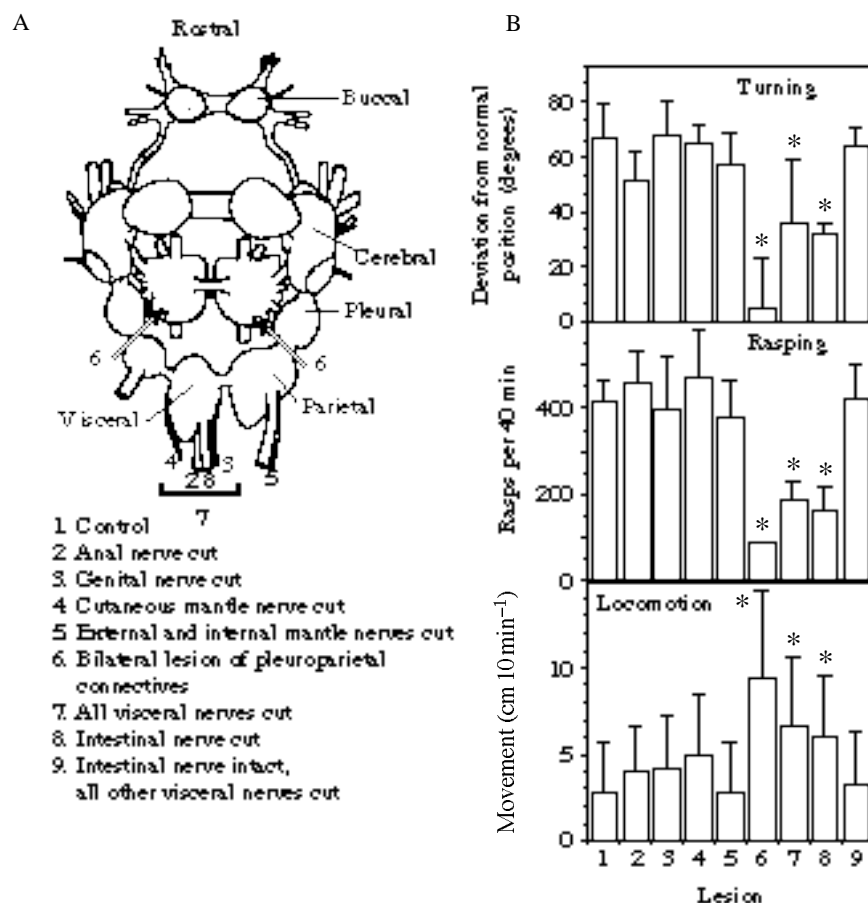 A
Rostral
Buccal
Cerebral
Pleural
6
6
Visceral
Parietal
4
2
8
3
5
7
1 Control
2 Anal nerve cut
3. Genital nerve cut
4 Cutaneous mantle nerve cut
5 External and internal mantle nerves cut
6. Bilateral lesion of pleuroparietal
connectives
7. All visceral nerves cut
8. Intestinal nerve cut
9. Intestinal nerve intact,
all other visceral nerves cut
B
Turning
Deviation from normal
position (degrees)
80
60
40
20
0
* * *
Rasping
Rasps per 40 min
400
200
0
* * *
Locomotion
Movement (cm 10 min⁻¹)
10
5
0
* * *
1 2 3 4 5 6 7 8 9
Lesion